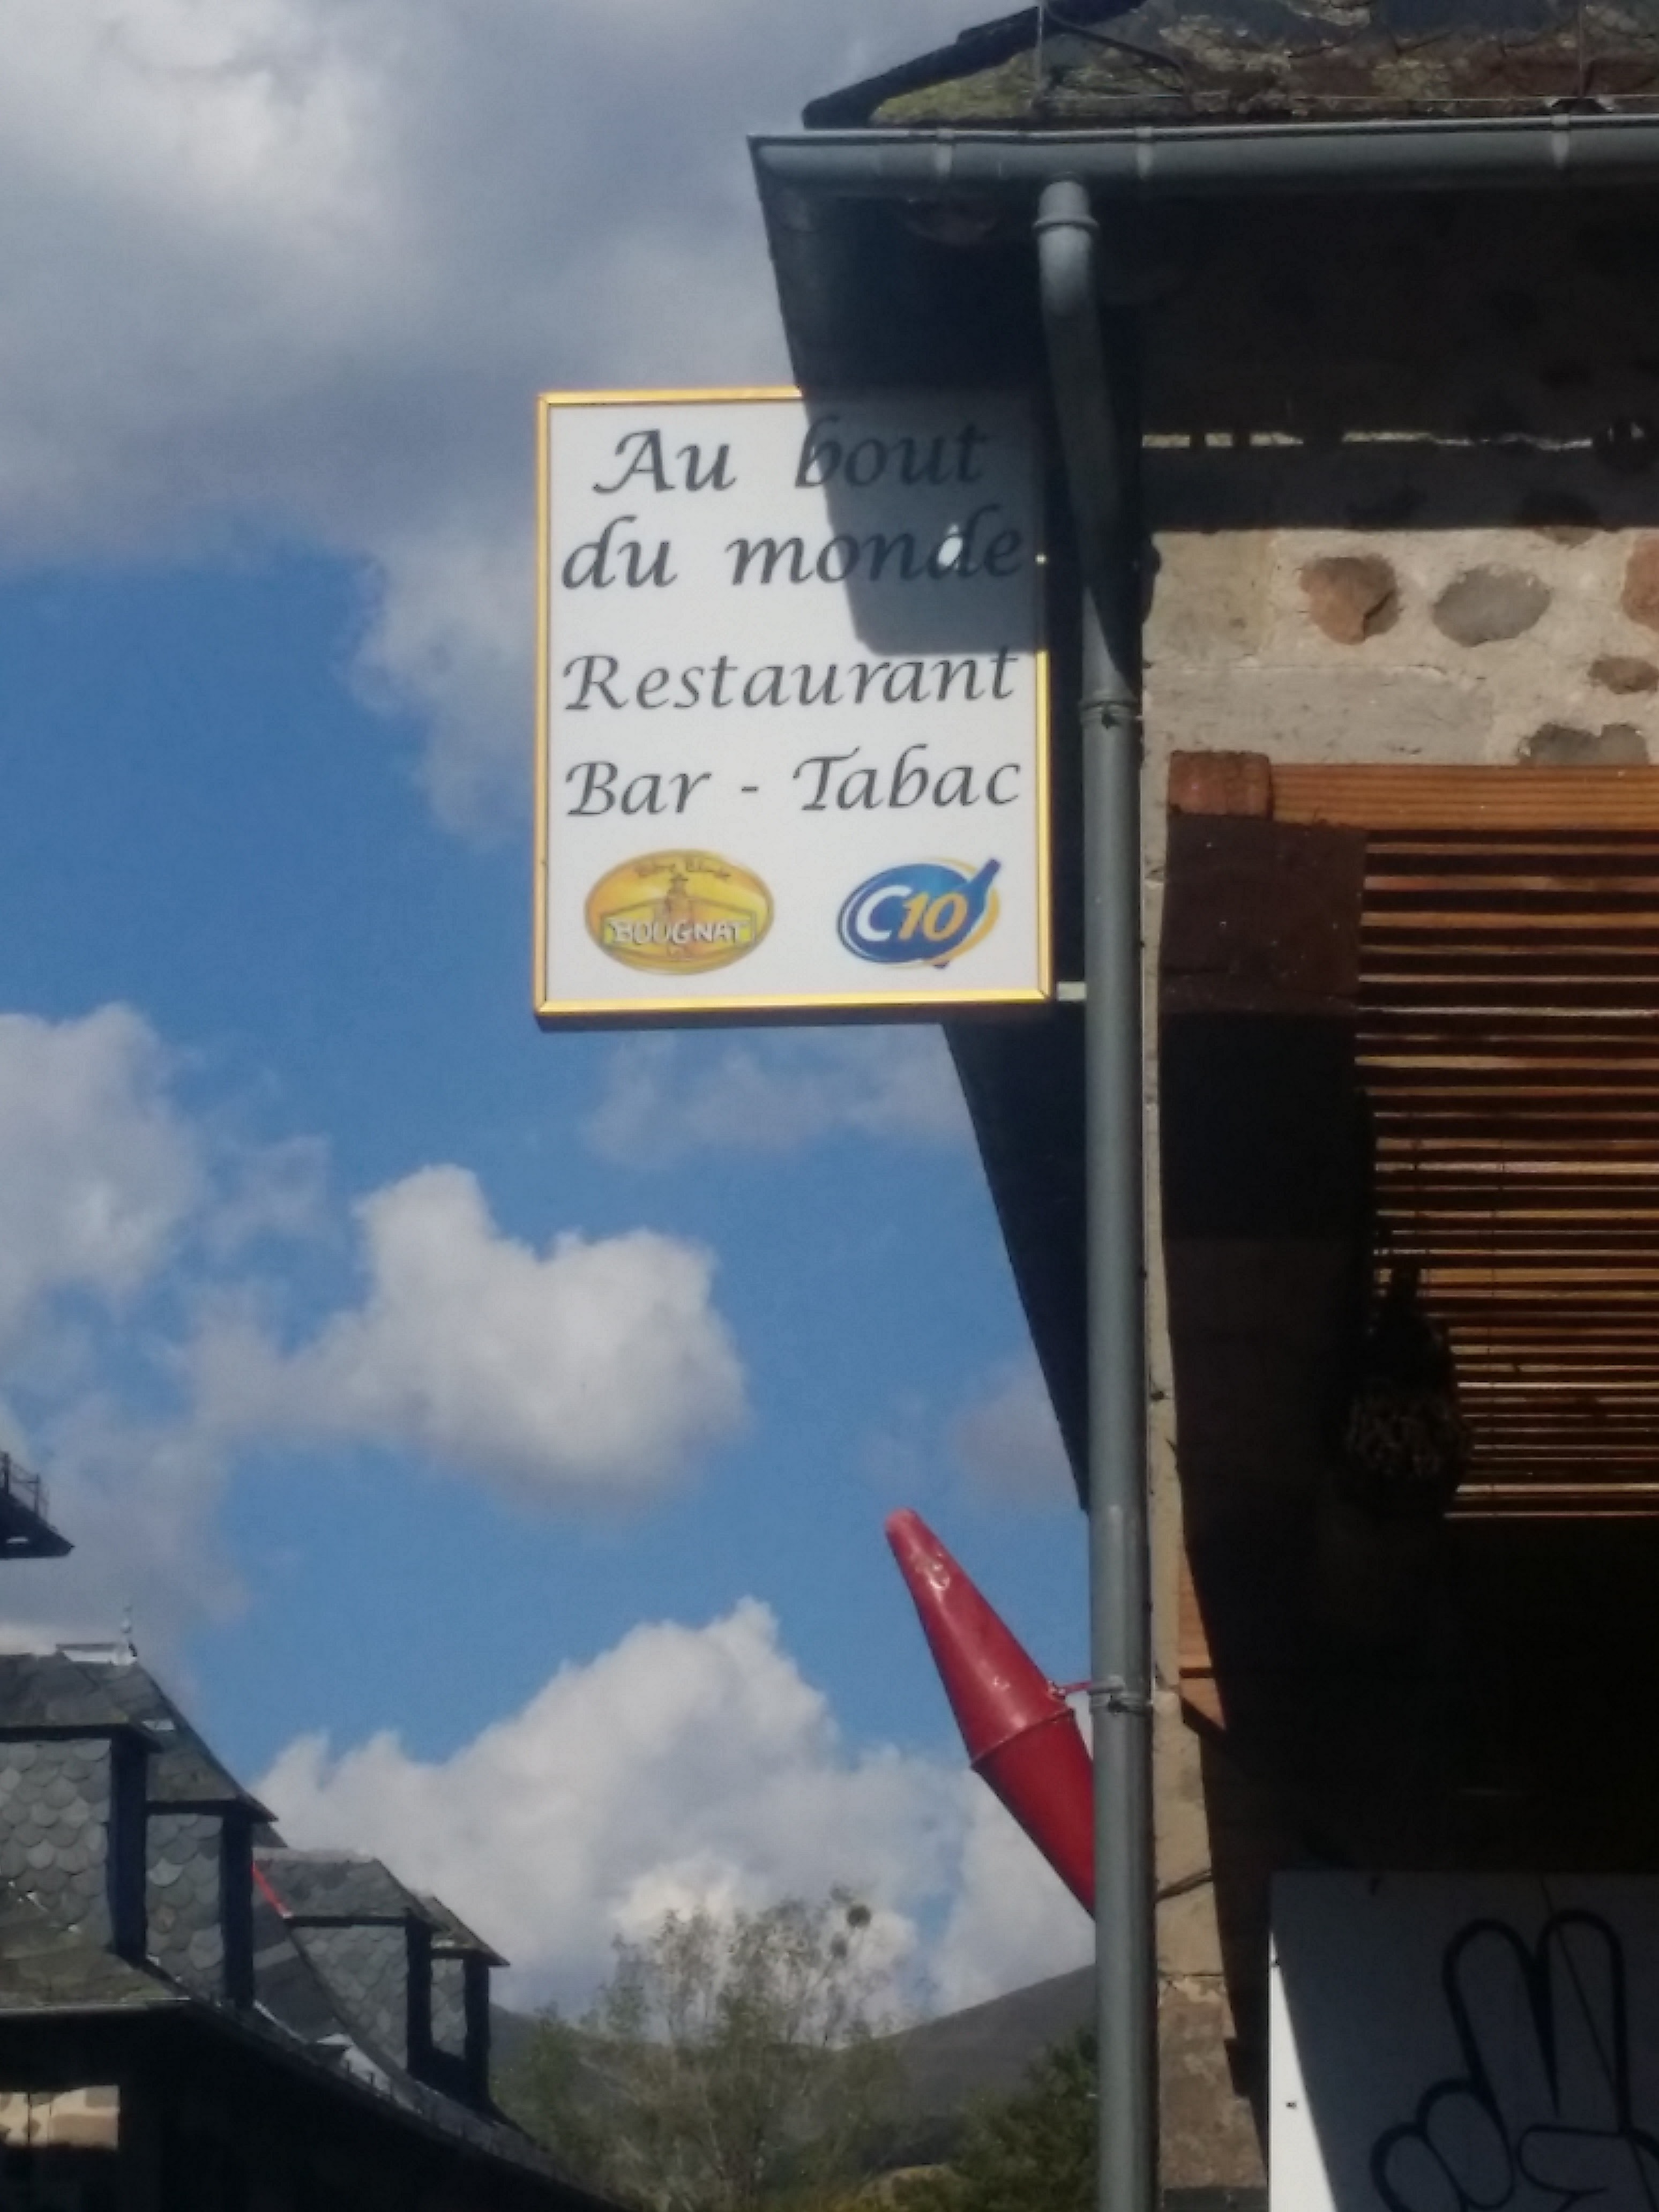 Au bout
du monde
Restaurant
Bar - Tabac
BOUGNAT
C10